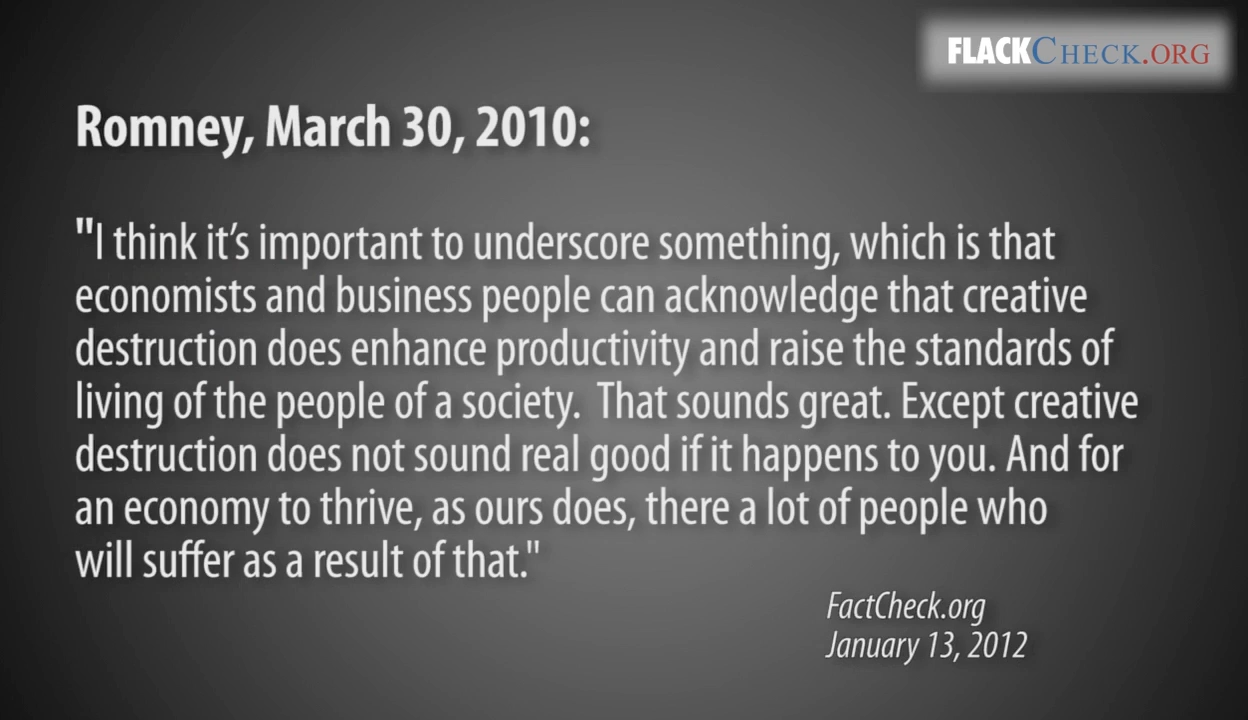 FLACKCHECK.ORG
Romney, March 30, 2010:
"I think it’s important to underscore something, which is that
economists and business people can acknowledge that creative
destruction does enhance productivity and raise the standards of
living of the people of a society.  That sounds great. Except creative
destruction does not sound real good if it happens to you. And for
an economy to thrive, as ours does, there a lot of people who
will suffer as a result of that."
FactCheck.org
January 13, 2012